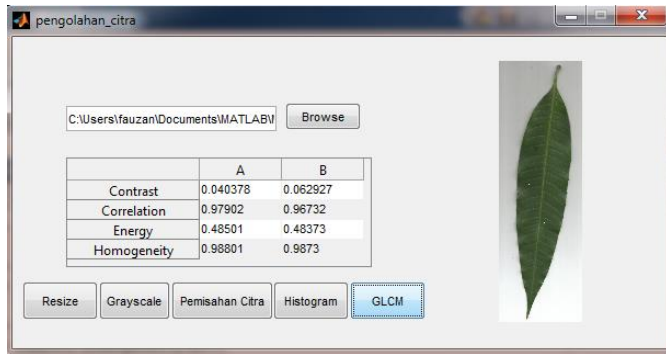 pengolahan_citra
C:\Users\fauzan\Documents\MATLAB\
Browse
A B
Contrast 0.040378 0.062927
Correlation 0.97902 0.96732
Energy 0.48501 0.48373
Homogeneity 0.98801 0.9873
Resize Grayscale Pemisahan Citra Histogram GLCM